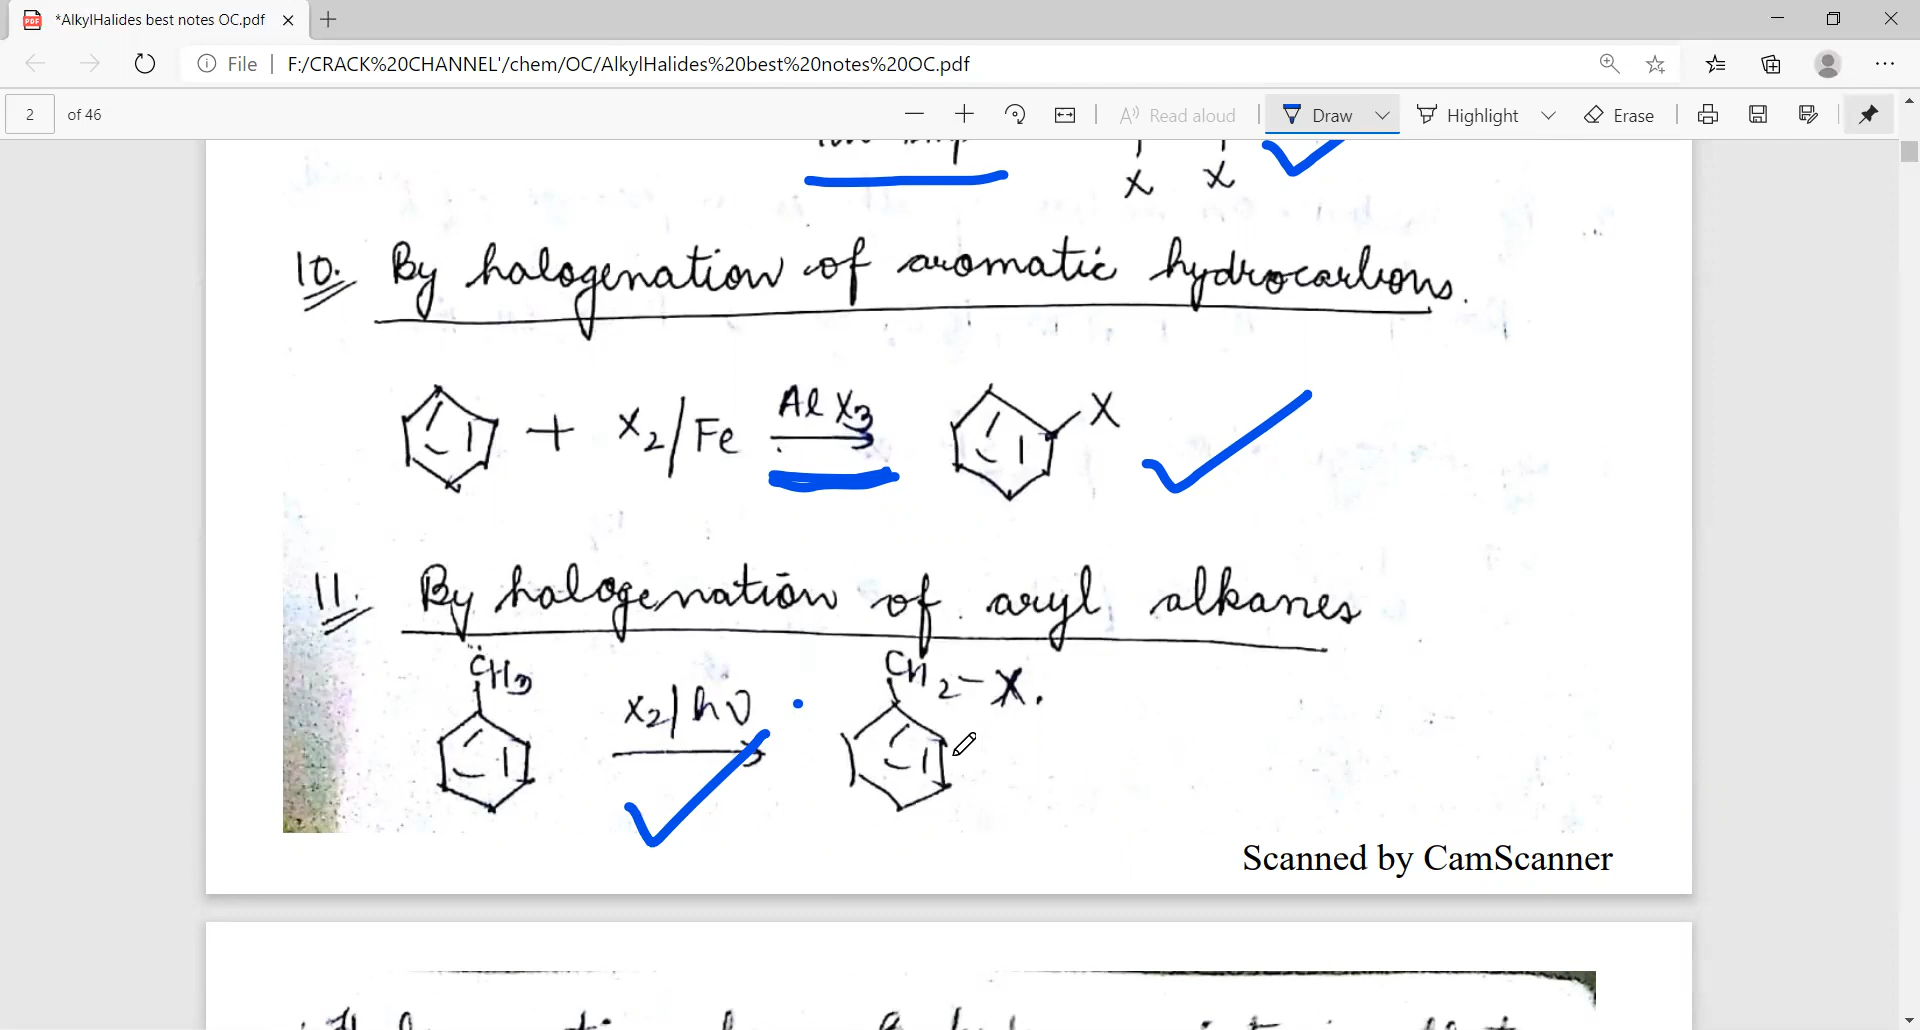 *AlkylHalides best notes OC.pdf
File | F:/CRACK%20CHANNEL'/chem/OC/AlkylHalides%20best%20notes%20OC.pdf
2 of 46
Read aloud Draw Highlight Erase
X X
10. By halogenation of aromatic hydrocarbons.
+ X2/Fe AlX3 X
11. By halogenation of aryl alkanes
CH3 X2/hν CH2-X.
Scanned by CamScanner